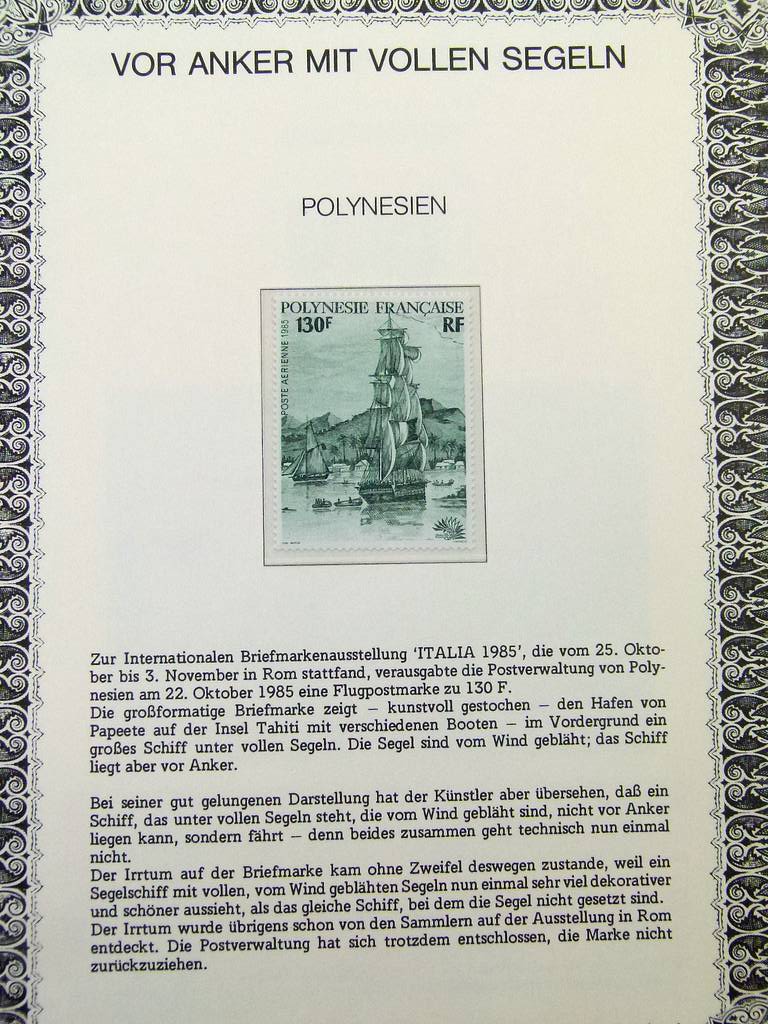 VOR ANKER MIT VOLLEN SEGELN
POLYNESIEN
POLYNESIE FRANÇAISE
130F
RF
POSTE AERIENNE 1985
Zur Internationalen Briefmarkenausstellung ‘ITALIA 1985’, die vom 25. Okto-
ber bis 3. November in Rom stattfand, verausgabte die Postverwaltung von Poly-
nesien am 22. Oktober 1985 eine Flugpostmarke zu 130 F.
Die großformatige Briefmarke zeigt – kunstvoll gestochen – den Hafen von
Papeete auf der Insel Tahiti mit verschiedenen Booten – im Vordergrund ein
großes Schiff unter vollen Segeln. Die Segel sind vom Wind gebläht; das Schiff
liegt aber vor Anker.
Bei seiner gut gelungenen Darstellung hat der Künstler aber übersehen, daß ein
Schiff, das unter vollen Segeln steht, die vom Wind gebläht sind, nicht vor Anker
liegen kann, sondern fährt – denn beides zusammen geht technisch nun einmal
nicht.
Der Irrtum auf der Briefmarke kam ohne Zweifel deswegen zustande, weil ein
Segelschiff mit vollen, vom Wind geblähten Segeln nun einmal sehr viel dekorativer
und schöner aussieht, als das gleiche Schiff, bei dem die Segel nicht gesetzt sind.
Der Irrtum wurde übrigens schon von den Sammlern auf der Ausstellung in Rom
entdeckt. Die Postverwaltung hat sich trotzdem entschlossen, die Marke nicht
zurückzuziehen.